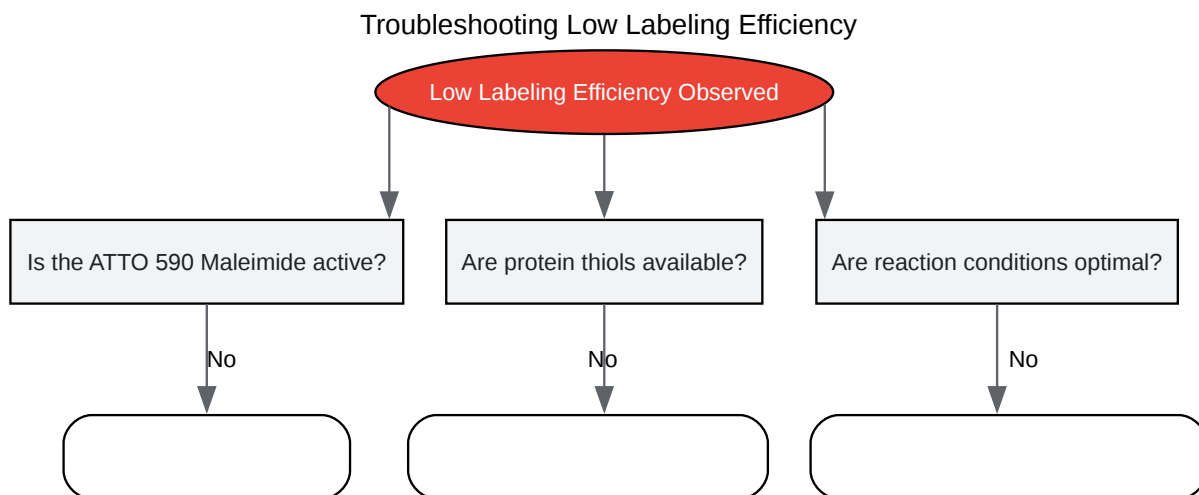 Troubleshooting Low Labeling Efficiency
Low Labeling Efficiency Observed
Is the ATTO 590 Maleimide active?
Are protein thiols available?
Are reaction conditions optimal?
No
No
No